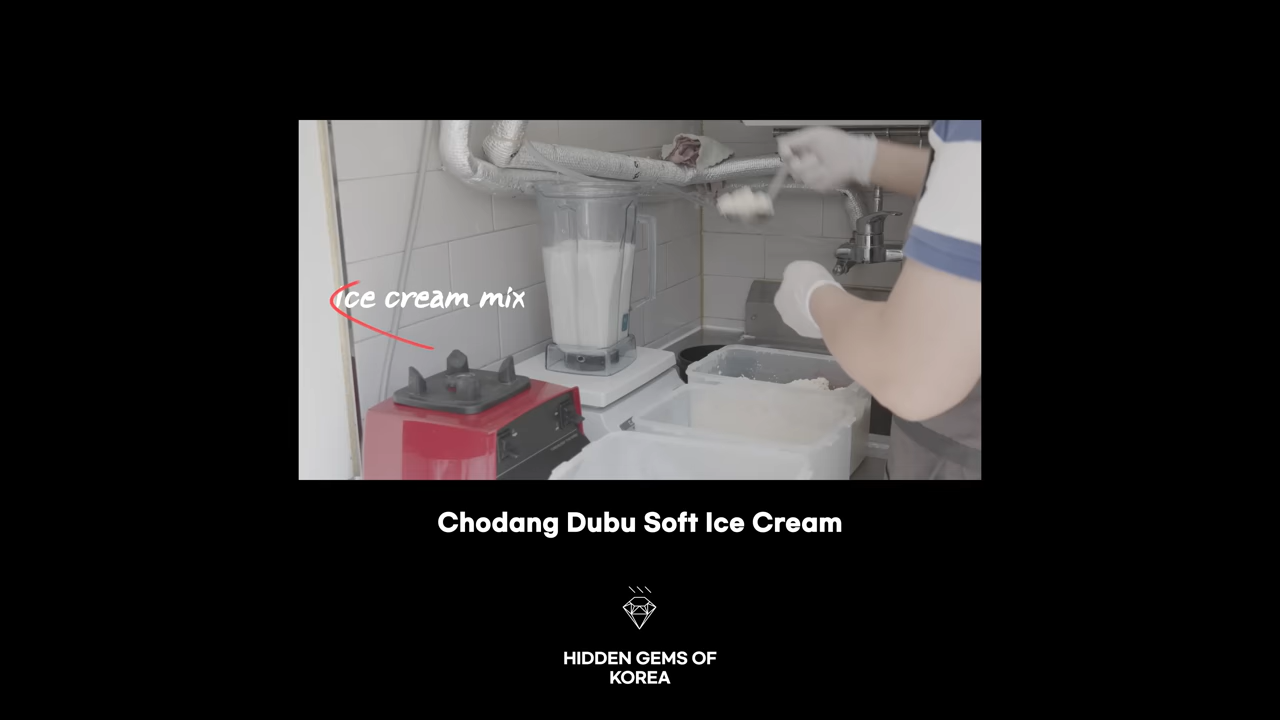 ice cream mix
Chodang Dubu Soft Ice Cream
HIDDEN GEMS OF
KOREA